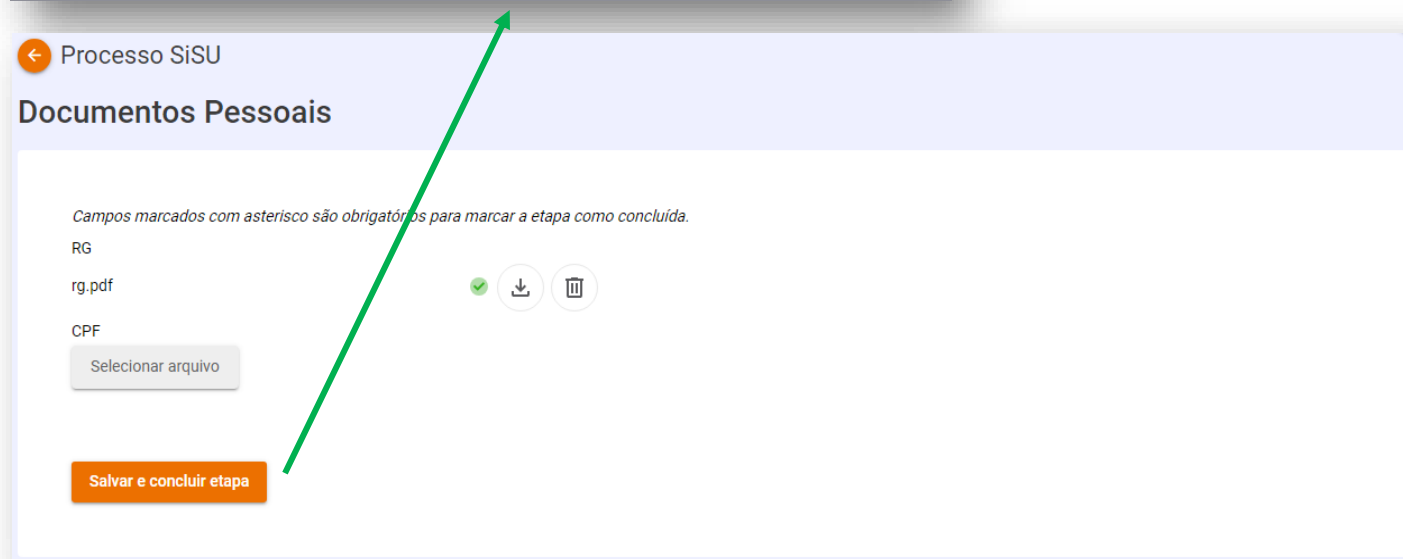 Processo SiSU
Documentos Pessoais
Campos marcados com asterisco são obrigatórios para marcar a etapa como concluída.
RG
rg.pdf
CPF
Selecionar arquivo
Salvar e concluir etapa